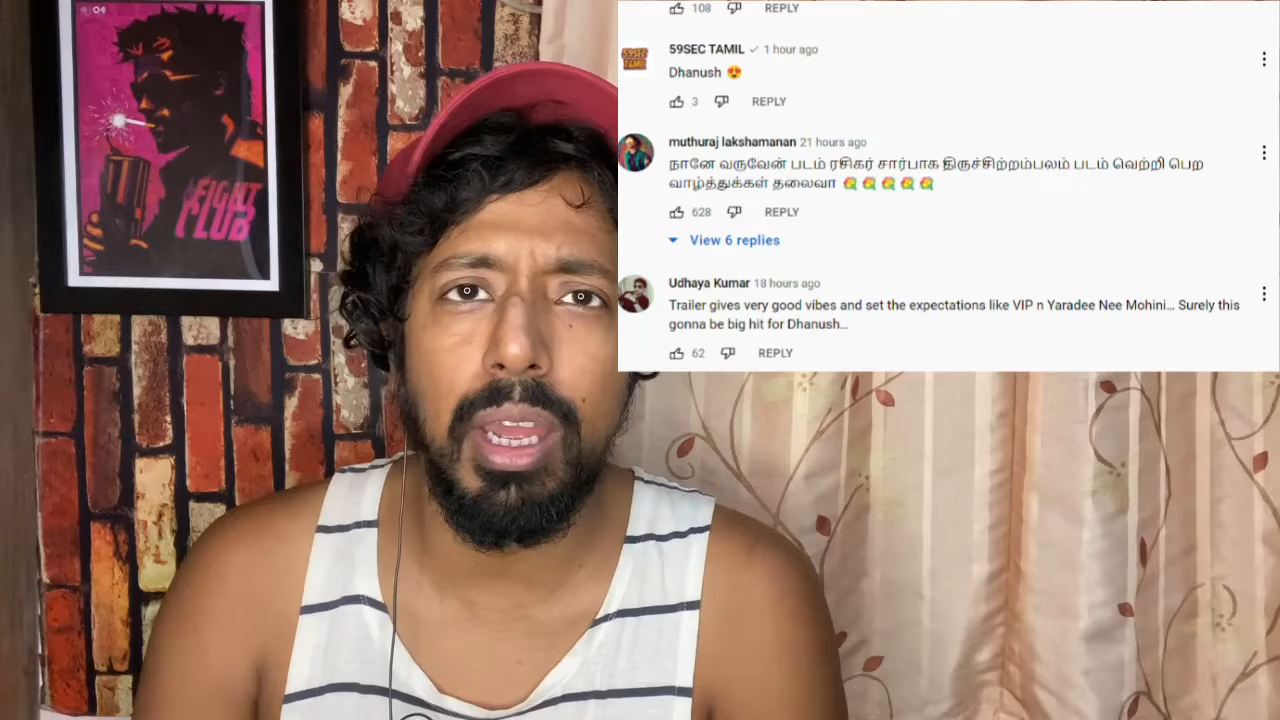 FIGHT
CLUB
108 REPLY
59SEC TAMIL 1 hour ago
Dhanush 😍
3 REPLY
muthuraj lakshamanan 21 hours ago
நானே வருவேன் படம் ரசிகர் சார்பாக திருச்சிற்றம்பலம் படம் வெற்றி பெற
வாழ்த்துக்கள் தலைவா 💐 💐 💐 💐 💐
628 REPLY
View 6 replies
Udhaya Kumar 18 hours ago
Trailer gives very good vibes and set the expectations like VIP n Yaradee Nee Mohini... Surely this
gonna be big hit for Dhanush...
62 REPLY